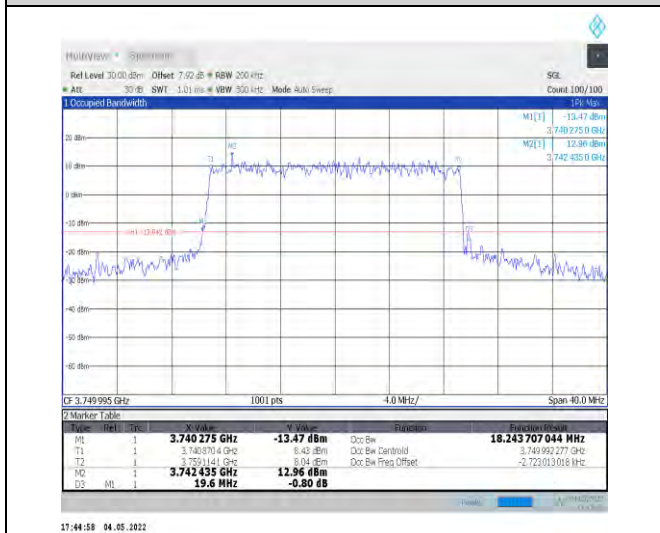 MultiView Spectrum
Ref Level 30.00 dBm Offset 7.92 dB RBW 200 kHz SGL
Att 30 dB SWT 1.01 ms VBW 500 kHz Mode Auto Sweep Count 100/100
1 Occupied Bandwidth 1Pk Max
M1[1] -13.47 dBm
3.740 275 0 GHz
M2[1] 12.96 dBm
3.742 435 0 GHz
20 dBm
M2
10 dBm
T1
0 dBm
-10 dBm
-20 dBm
-30 dBm
-40 dBm
-50 dBm
-60 dBm
CF 3.749 995 GHz 1001 pts 4.0 MHz/ Span 40.0 MHz
2 Marker Table
Type Ref Trc X-Value Y-Value Function Function Result
M1 1 3.740 275 GHz -13.47 dBm Occ Bw 18.243 707 044 MHz
T1 1 3.740 870 4 GHz 8.43 dBm Occ Bw Centroid 3.749 992 277 GHz
T2 1 3.759 114 1 GHz 8.04 dBm Occ Bw Freq Offset -2.723 013 018 kHz
M2 1 3.742 435 GHz 12.96 dBm
D3 M1 1 19.6 MHz -0.80 dB
17:44:58 04.05.2022